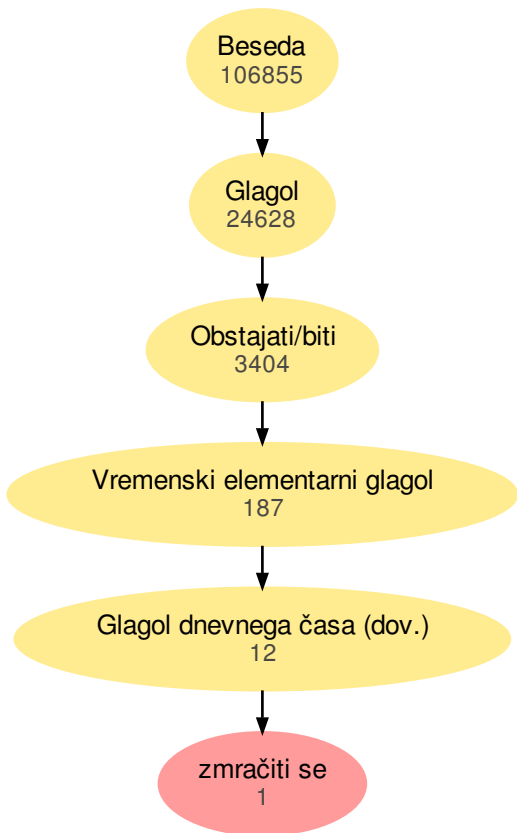 Beseda
106855
Glagol
24628
Obstajati/biti
3404
Vremenski elementarni glagol
187
Glagol dnevnega časa (dov.)
12
zmračiti se
1